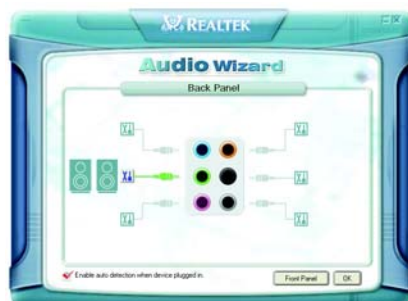 REALTEK
Audio Wizard
Back Panel
Enable auto detection when device plugged in.
Front Panel
OK